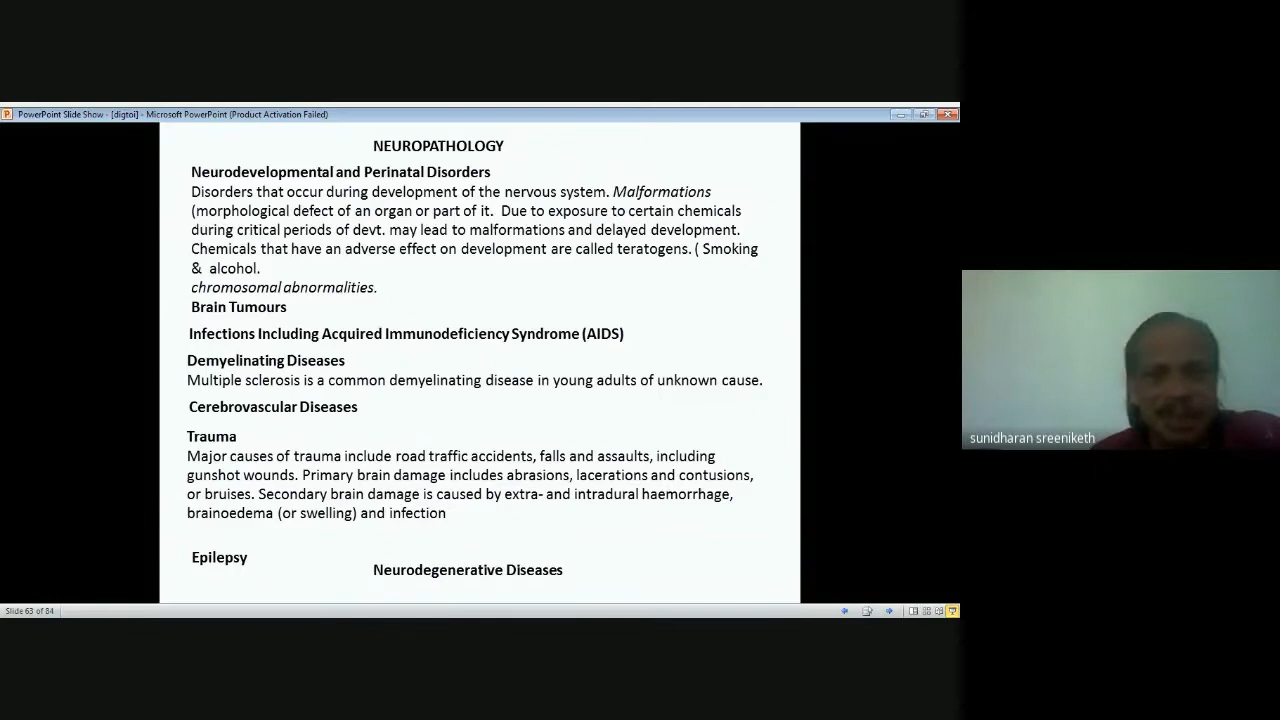 PowerPoint Slide Show - [digtoi] - Microsoft PowerPoint (Product Activation Failed)
NEUROPATHOLOGY
Neurodevelopmental and Perinatal Disorders
Disorders that occur during development of the nervous system. Malformations
(morphological defect of an organ or part of it.  Due to exposure to certain chemicals
during critical periods of devt. may lead to malformations and delayed development.
Chemicals that have an adverse effect on development are called teratogens. ( Smoking
&  alcohol.
chromosomal abnormalities.
Brain Tumours
Infections Including Acquired Immunodeficiency Syndrome (AIDS)
Demyelinating Diseases
Multiple sclerosis is a common demyelinating disease in young adults of unknown cause.
Cerebrovascular Diseases
Trauma
Major causes of trauma include road traffic accidents, falls and assaults, including
gunshot wounds. Primary brain damage includes abrasions, lacerations and contusions,
or bruises. Secondary brain damage is caused by extra- and intradural haemorrhage,
brainoedema (or swelling) and infection
Epilepsy
Neurodegenerative Diseases
Slide 63 of 84
sunidharan sreeniketh